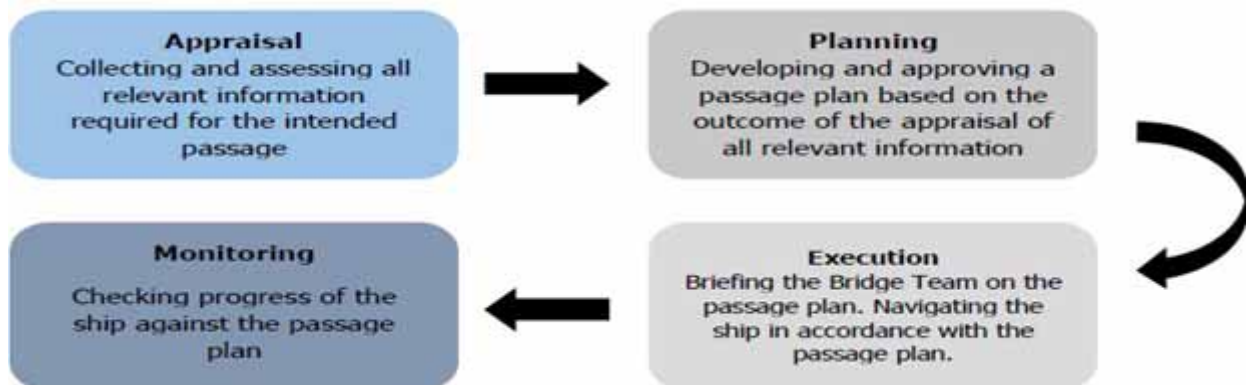 Appraisal
Collecting and assessing all
relevant information
required for the intended
passage
Planning
Developing and approving a
passage plan based on the
outcome of the appraisal of
all relevant information
Execution
Briefing the Bridge Team on the
passage plan. Navigating the
ship in accordance with the
passage plan.
Monitoring
Checking progress of the
ship against the passage
plan